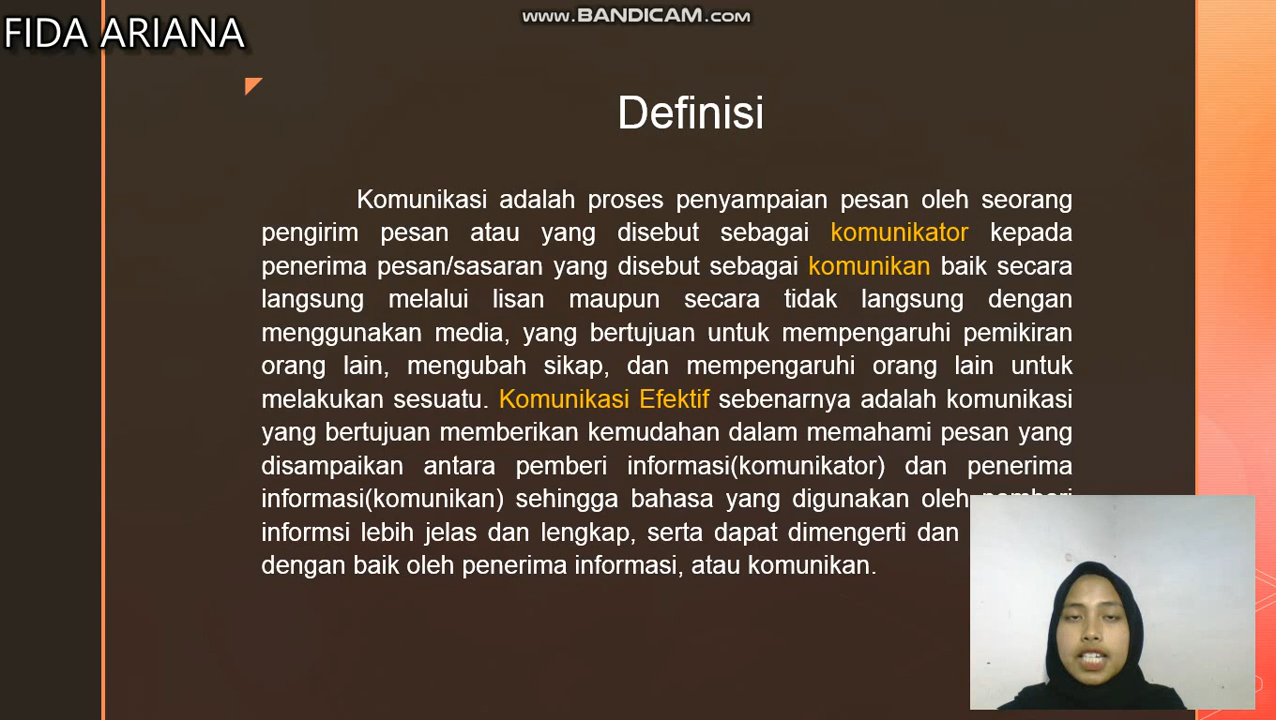 FIDA ARIANA
WWW.BANDICAM.COM
Definisi
Komunikasi adalah proses penyampaian pesan oleh seorang
pengirim pesan atau yang disebut sebagai komunikator kepada
penerima pesan/sasaran yang disebut sebagai komunikan baik secara
langsung melalui lisan maupun secara tidak langsung dengan
menggunakan media, yang bertujuan untuk mempengaruhi pemikiran
orang lain, mengubah sikap, dan mempengaruhi orang lain untuk
melakukan sesuatu. Komunikasi Efektif sebenarnya adalah komunikasi
yang bertujuan memberikan kemudahan dalam memahami pesan yang
disampaikan antara pemberi informasi(komunikator) dan penerima
informasi(komunikan) sehingga bahasa yang digunakan oleh pemberi
informsi lebih jelas dan lengkap, serta dapat dimengerti dan
dengan baik oleh penerima informasi, atau komunikan.